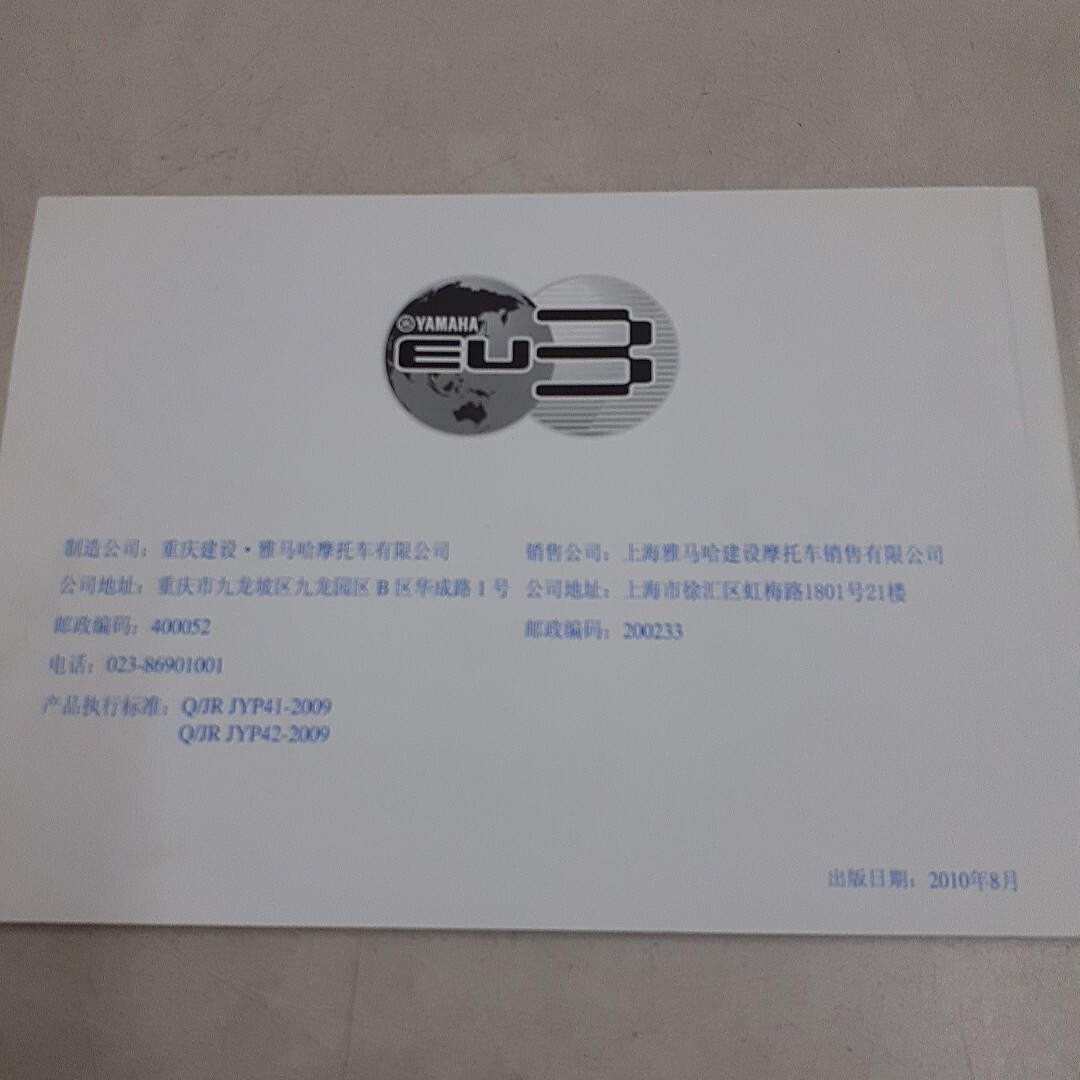 YAMAHA
EU3
制造公司：重庆建设·雅马哈摩托车有限公司
公司地址：重庆市九龙坡区九龙园区 B 区华成路 1 号
邮政编码：400052
电话：023-86901001
产品执行标准：Q/JR JYP41-2009
Q/JR JYP42-2009
销售公司：上海雅马哈建设摩托车销售有限公司
公司地址：上海市徐汇区虹梅路1801号21楼
邮政编码：200233
出版日期：2010年8月